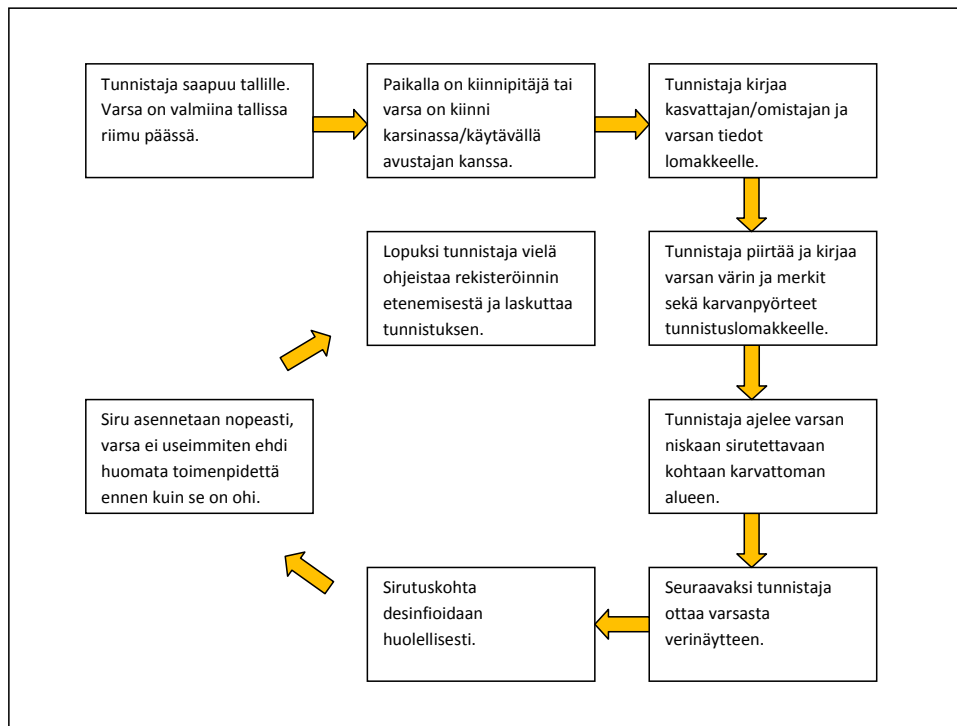 Tunnistaja saapuu tallille.
Varsa on valmiina tallissa
riimu päässä.
Paikalla on kiinnipitäjä tai
varsa on kiinni
karsinassa/käytävällä
avustajan kanssa.
Tunnistaja kirjaa
kasvattajan/omistajan ja
varsan tiedot
lomakkeelle.
Tunnistaja piirtää ja kirjaa
varsan värin ja merkit
sekä karvanpyörteet
tunnistuslomakkeelle.
Tunnistaja ajelee varsan
niskaan sirutettavaan
kohtaan karvattoman
alueen.
Seuraavaksi tunnistaja
ottaa varsasta
verinäytteen.
Sirutuskohta
desinfioidaan
huolellisesti.
Siru asennetaan nopeasti,
varsa ei useimmiten ehdi
huomata toimenpidettä
ennen kuin se on ohi.
Lopuksi tunnistaja vielä
ohjeistaa rekisteröinnin
etenemisestä ja laskuttaa
tunnistuksen.